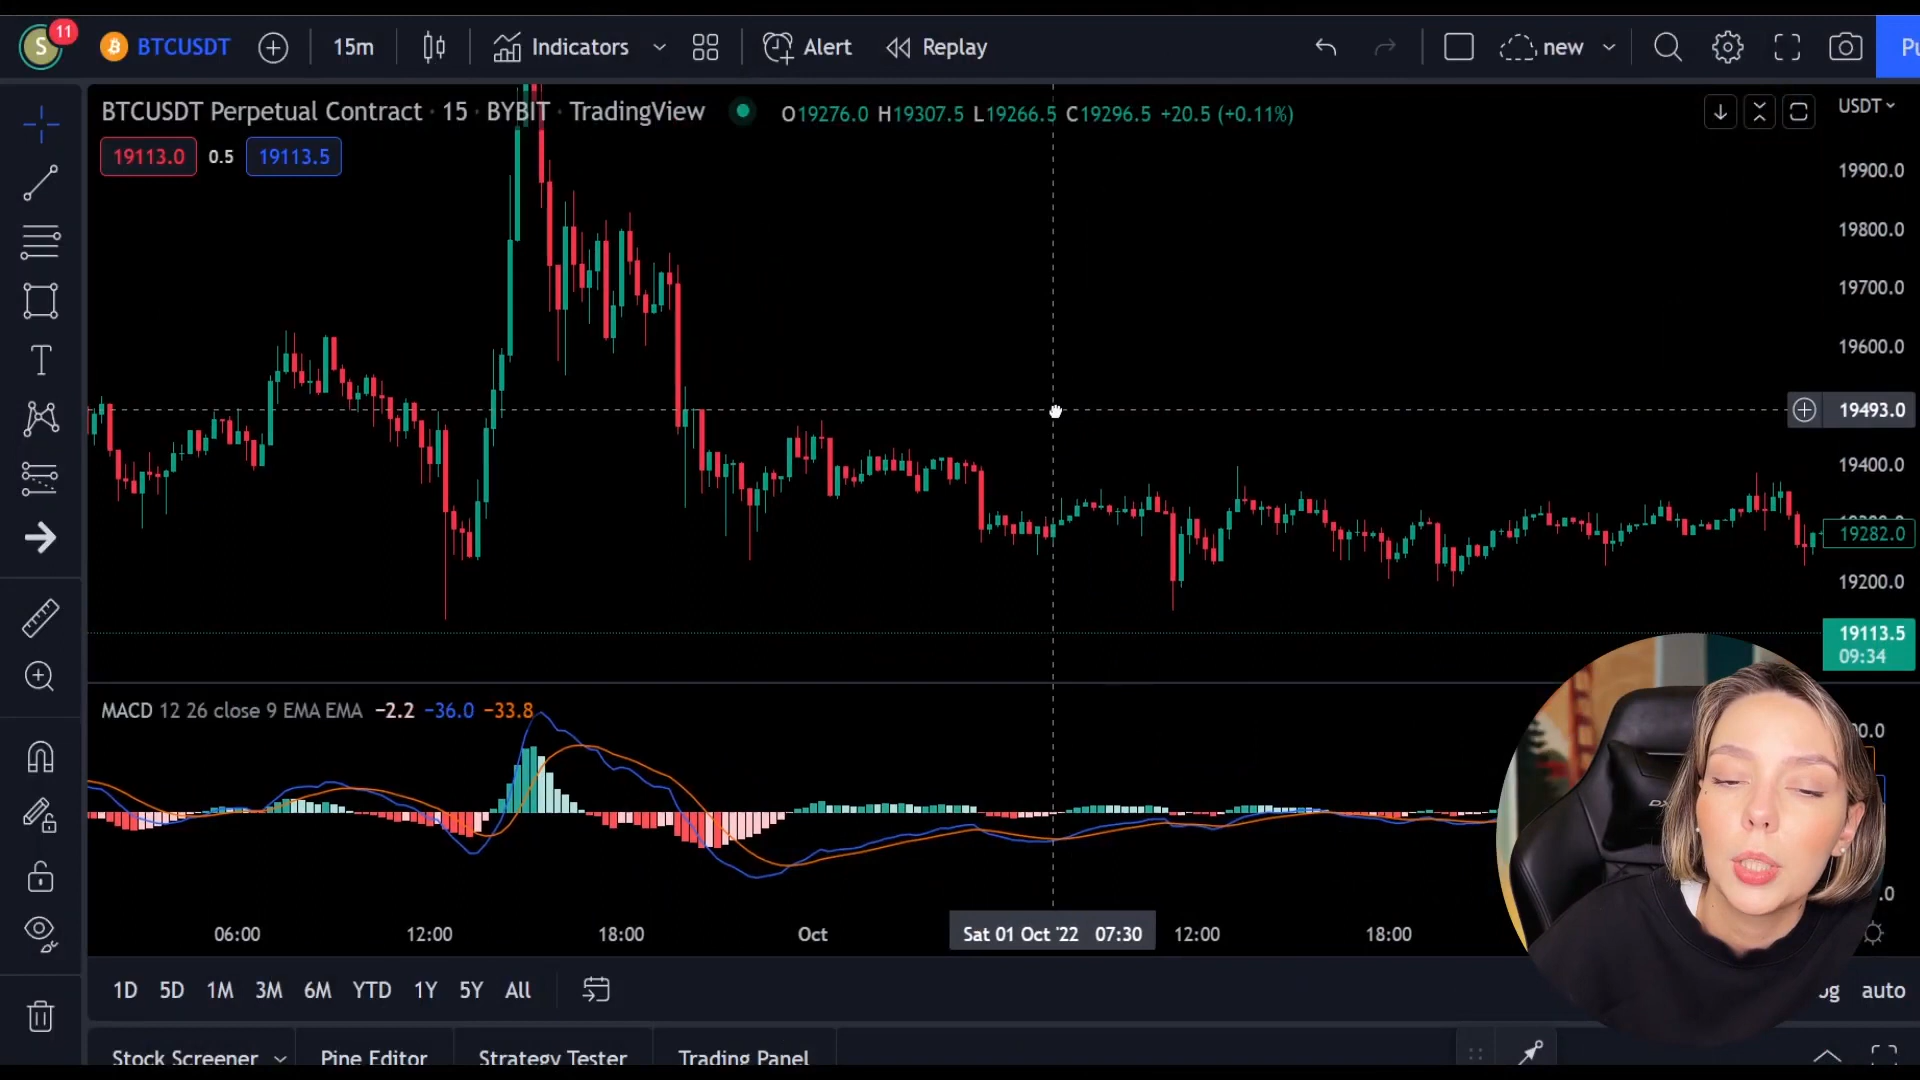 S 11 BTCUSDT 15m Indicators Alert Replay new
BTCUSDT Perpetual Contract · 15 · BYBIT · TradingView O19276.0 H19307.5 L19266.5 C19296.5 +20.5 (+0.11%) USDT
19113.0 0.5 19113.5
19900.0
19800.0
19700.0
19600.0
19493.0
19400.0
19282.0
19200.0
19113.5
09:34
MACD 12 26 close 9 EMA EMA −2.2 −36.0 −33.8
06:00 12:00 18:00 Oct Sat 01 Oct '22 07:30 12:00 18:00
1D 5D 1M 3M 6M YTD 1Y 5Y All auto
Stock Screener Pine Editor Strategy Tester Trading Panel